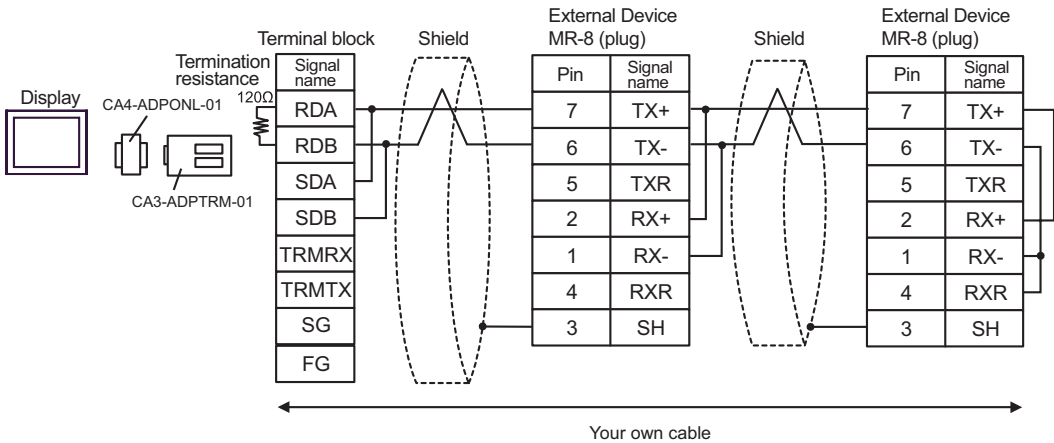 Display
CA4-ADPONL-01
CA3-ADPTRM-01
Termination
resistance
120Ω
Terminal block
Signal
name
RDA
RDB
SDA
SDB
TRMRX
TRMTX
SG
FG
Shield
External Device
MR-8 (plug)
Pin Signal
name
7 TX+
6 TX-
5 TXR
2 RX+
1 RX-
4 RXR
3 SH
Shield
External Device
MR-8 (plug)
Pin Signal
name
7 TX+
6 TX-
5 TXR
2 RX+
1 RX-
4 RXR
3 SH
Your own cable